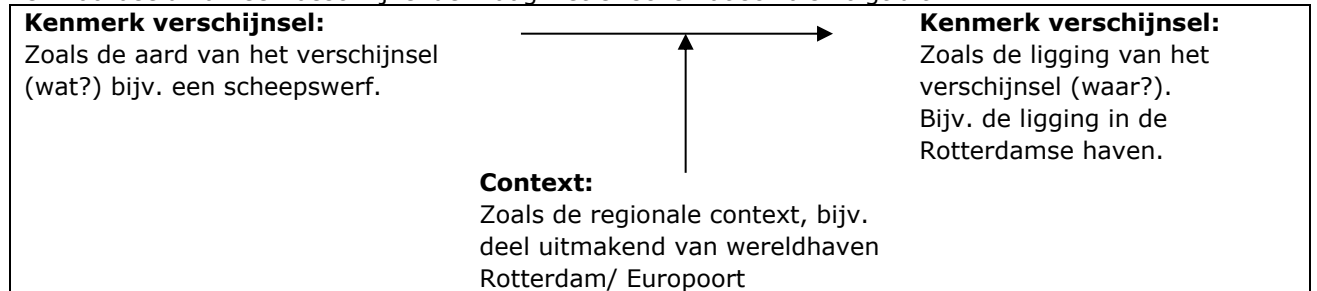 Kenmerk verschijnsel:
Zoals de aard van het verschijnsel
(wat?) bijv. een scheepswerf.
Kenmerk verschijnsel:
Zoals de ligging van het
verschijnsel (waar?).
Bijv. de ligging in de
Rotterdamse haven.
Context:
Zoals de regionale context, bijv.
deel uitmakend van wereldhaven
Rotterdam/ Europoort